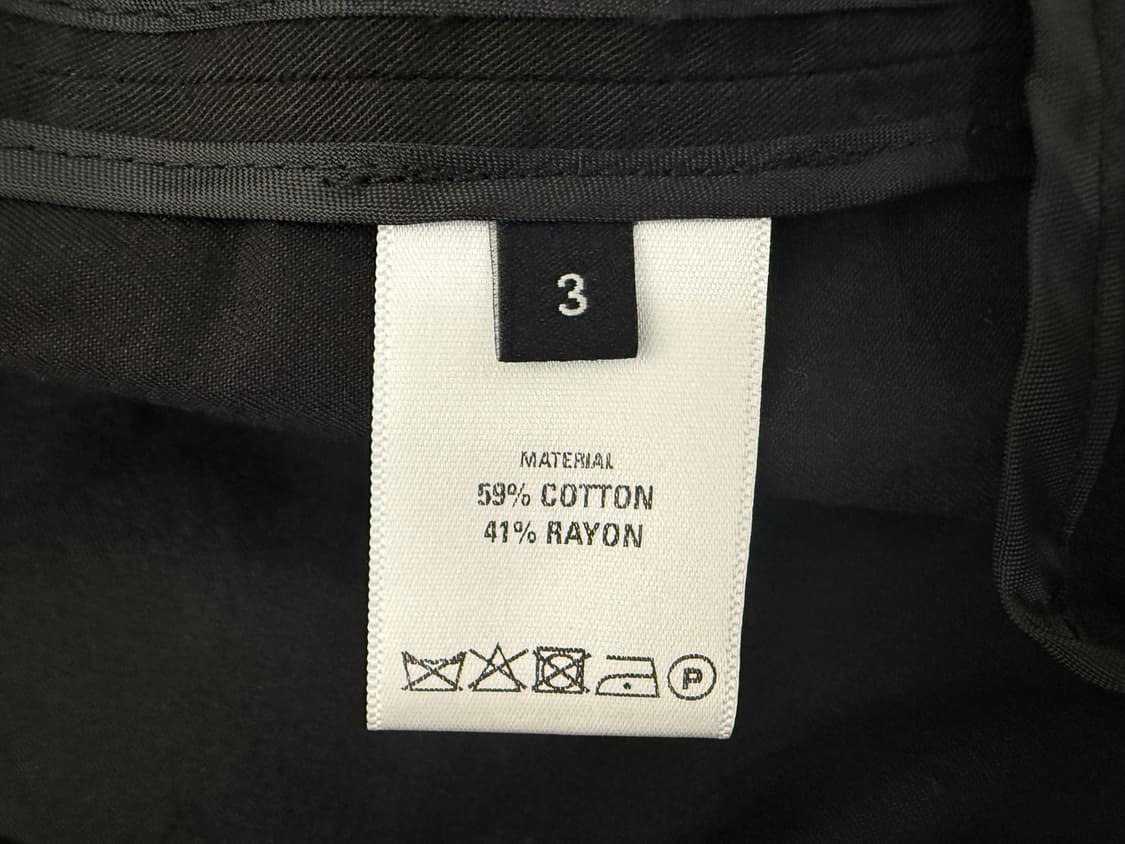 3
MATERIAL
59% COTTON
41% RAYON
P